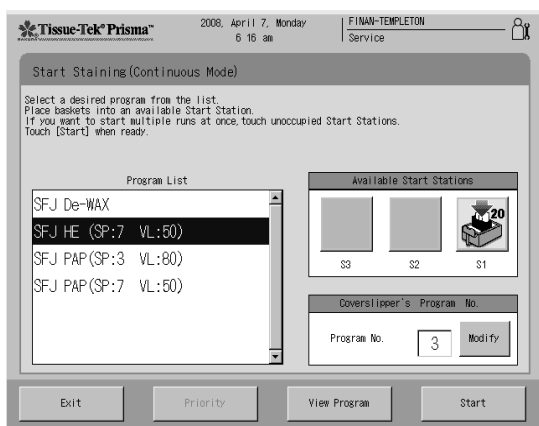 Tissue-Tek® Prisma™
2008, April 7, Monday
6 16 am
FINAN-TEMPLETON
Service
Start Staining(Continuous Mode)
Select a desired program from the list.
Place baskets into an available Start Station.
If you want to start multiple runs at once, touch unoccupied Start Stations.
Touch [Start] when ready.
Program List
SFJ De-WAX
SFJ HE (SP:7 VL:50)
SFJ PAP(SP:3 VL:80)
SFJ PAP(SP:7 VL:50)
Available Start Stations
20
S3 S2 S1
Coverslipper's Program No.
Program No. 3 Modify
Exit Priority View Program Start